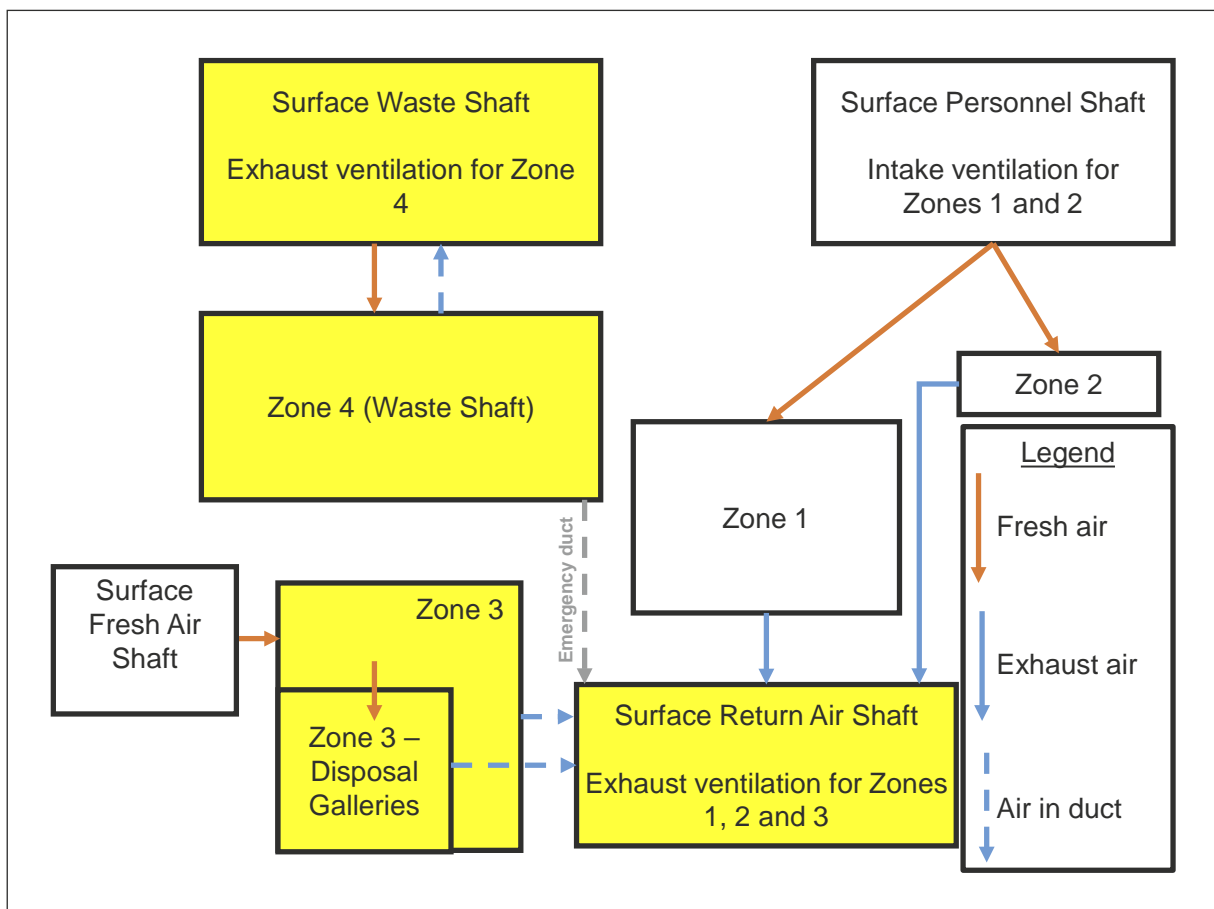 Surface Waste Shaft
Exhaust ventilation for Zone
4
Surface Personnel Shaft
Intake ventilation for
Zones 1 and 2
Zone 4 (Waste Shaft)
Zone 2
Zone 1
Legend
Fresh air
Exhaust air
Air in duct
Emergency duct
Surface
Fresh Air
Shaft
Zone 3
Zone 3 –
Disposal
Galleries
Surface Return Air Shaft
Exhaust ventilation for Zones
1, 2 and 3